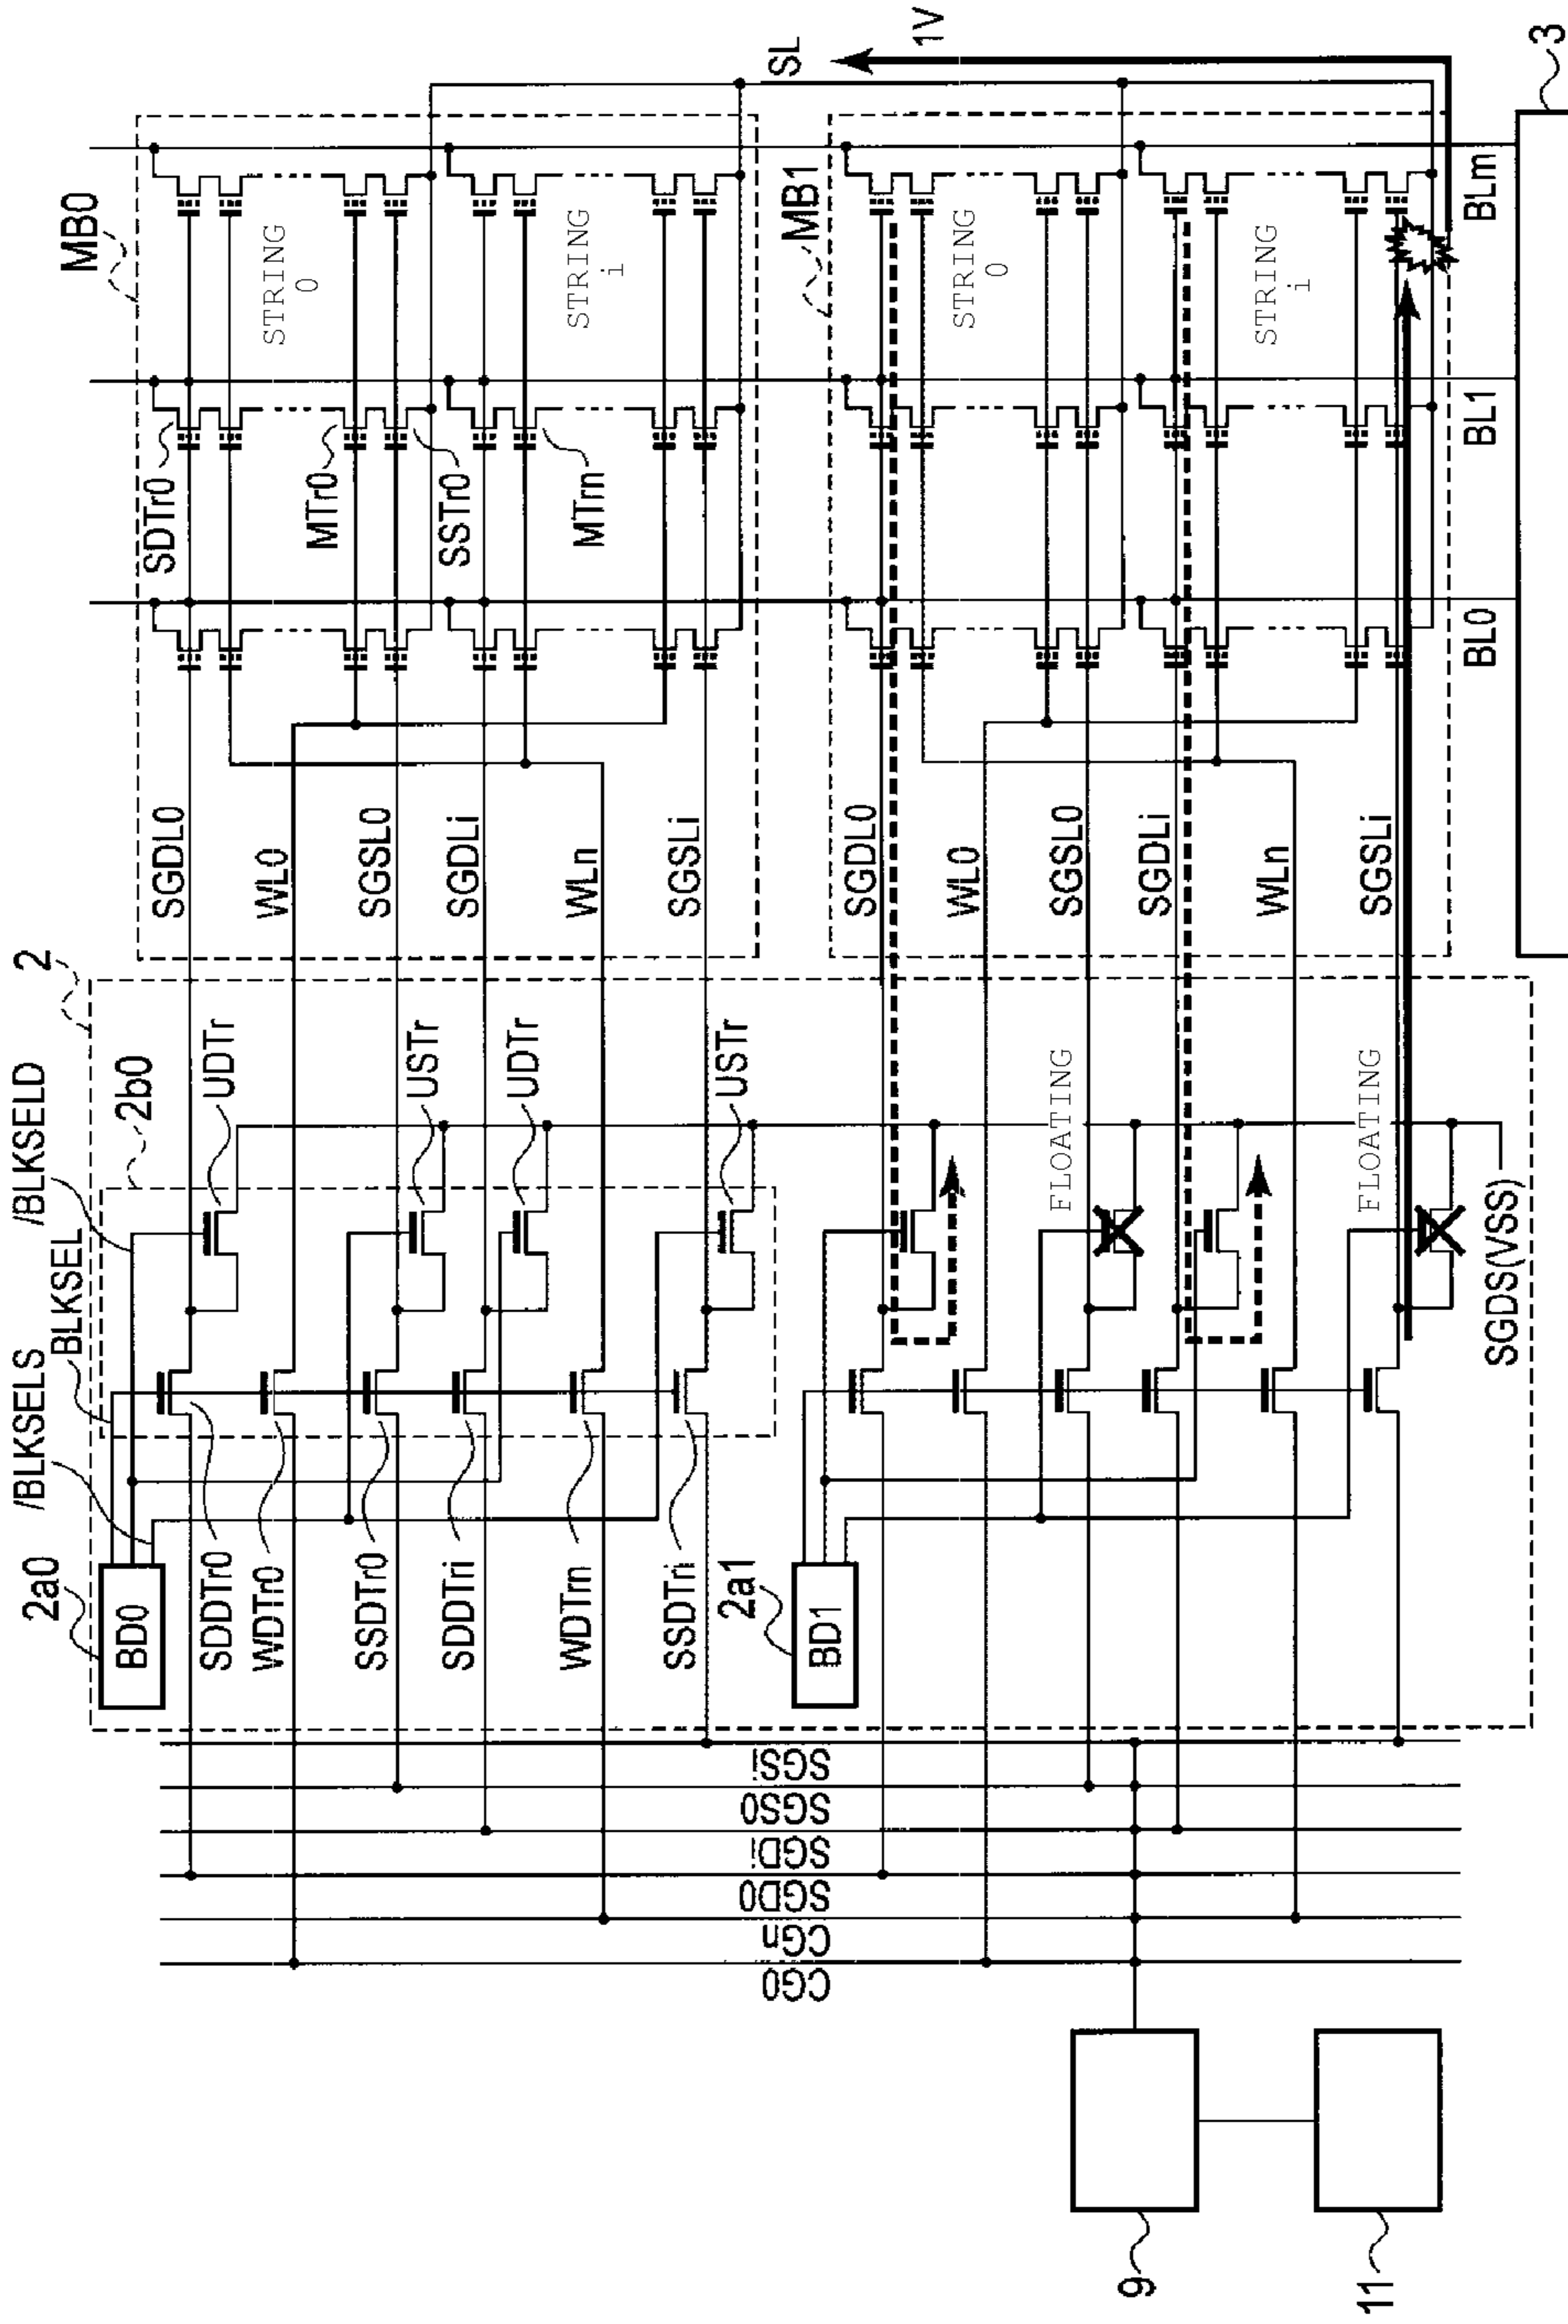 /BLKSELS
BLKSEL
/BLKSELD
2
MB0
2a0
2b0
BD0
SDDTr0
WDTr0
SSDTr0
SDDTri
WDTrn
SSDTri
UDTr
USTr
UDTr
USTr
SGDL0
WL0
SGSL0
SGDLi
WLn
SGSLi
SDTr0
MTr0
SSTr0
MTrn
STRING
0
STRING
i
CG0
CGn
SGD0
SGDi
SGS0
SGSi
SL
1V
2a1
BD1
MB1
SGDL0
WL0
SGSL0
SGDLi
WLn
SGSLi
STRING
0
STRING
i
FLOATING
FLOATING
SGDS(VSS)
BL0
BL1
BLm
3
9
11